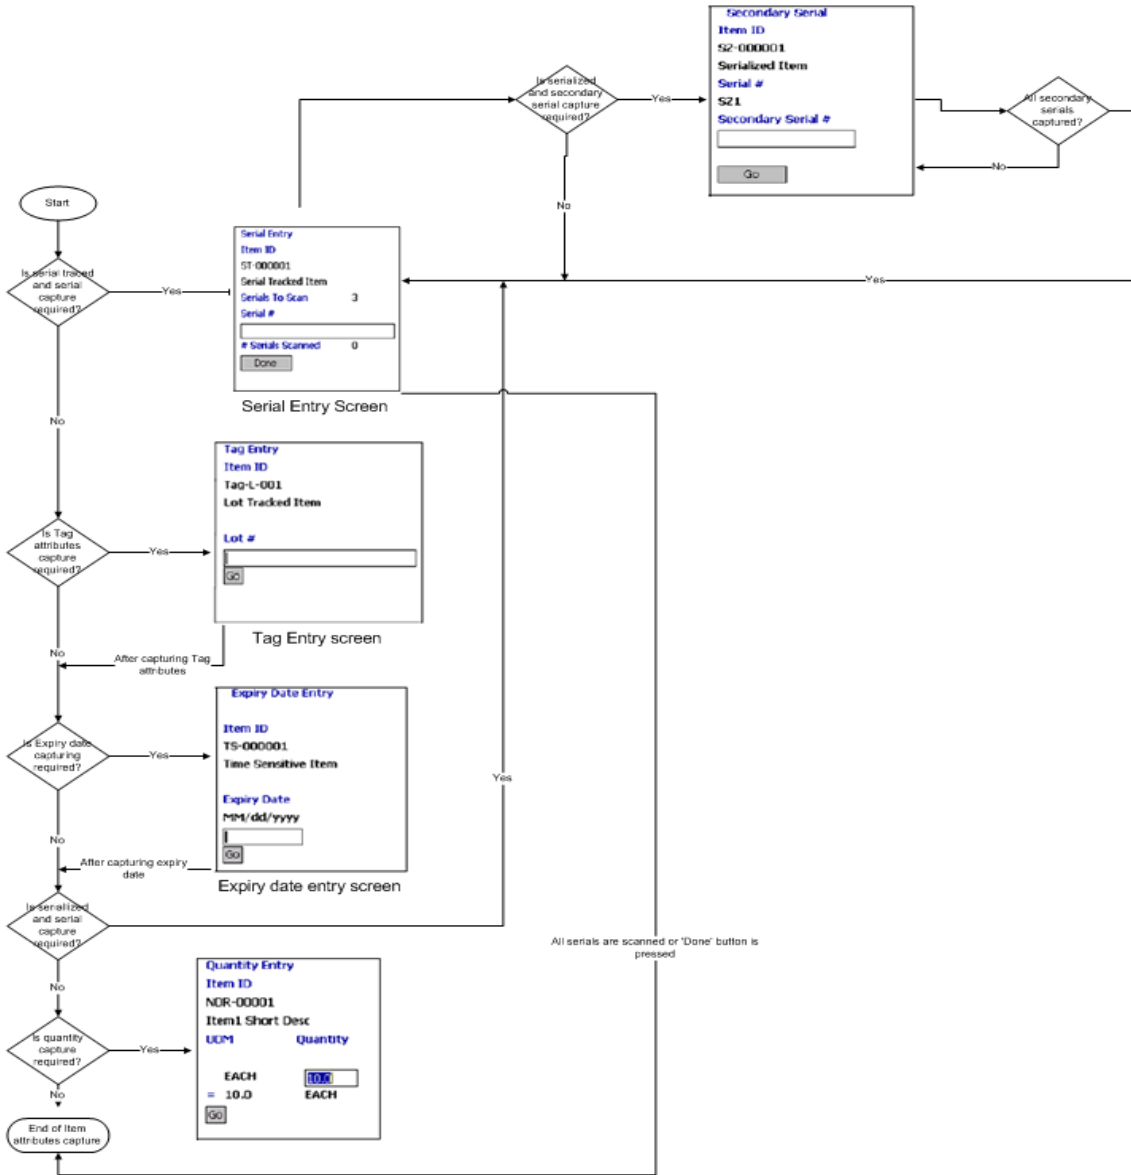 Secondary Serial
Item ID
S2-000001
Serialized Item
Serial #
SZ1
Secondary Serial #
Go
Is serialized
and secondary
serial capture
required?
Yes
No
All secondary
serials
captured?
No
Yes
Start
Is serial traced
and serial
capture
required?
Yes
No
Serial Entry
Item ID
ST-000001
Serial Tracked Item
Serials To Scan 3
Serial #
# Serials Scanned 0
Done
Serial Entry Screen
Tag Entry
Item ID
Tag-L-001
Lot Tracked Item
Lot #
Go
Tag Entry screen
Is Tag
attributes
capture
required?
Yes
No
After capturing Tag
attributes
Expiry Date Entry
Item ID
TS-000001
Time Sensitive Item
Expiry Date
MM/dd/yyyy
Go
Expiry date entry screen
Is Expiry date
capturing
required?
Yes
No
After capturing expiry
date
Is serialized
and serial
capture
required?
Yes
No
All serials are scanned or 'Done' button is
pressed
Quantity Entry
Item ID
NOR-00001
Item1 Short Desc
UOM Quantity
EACH 10.0
= 10.0 EACH
Go
Is quantity
capture
required?
Yes
No
End of Item
attributes capture